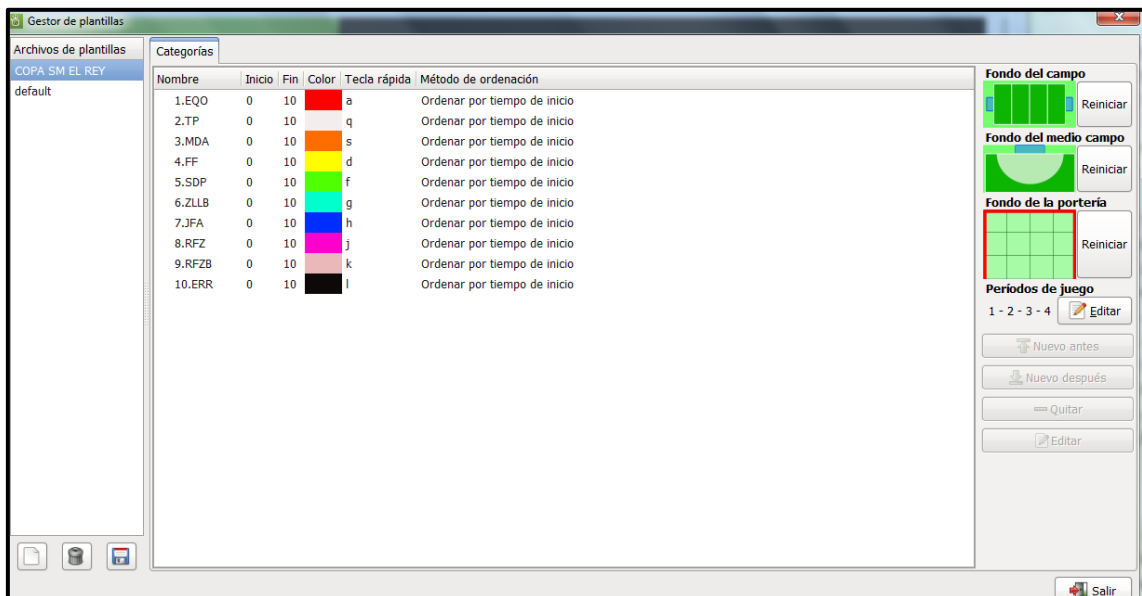 Gestor de plantillas
x
Archivos de plantillas
COPA SM EL REY
default
Categorías
Nombre Inicio Fin Color Tecla rápida Método de ordenación
1.EQO 0 10 a Ordenar por tiempo de inicio
2.TP 0 10 q Ordenar por tiempo de inicio
3.MDA 0 10 s Ordenar por tiempo de inicio
4.FF 0 10 d Ordenar por tiempo de inicio
5.SDP 0 10 f Ordenar por tiempo de inicio
6.ZLLB 0 10 g Ordenar por tiempo de inicio
7.JFA 0 10 h Ordenar por tiempo de inicio
8.RFZ 0 10 j Ordenar por tiempo de inicio
9.RFZB 0 10 k Ordenar por tiempo de inicio
10.ERR 0 10 l Ordenar por tiempo de inicio
Fondo del campo
Reiniciar
Fondo del medio campo
Reiniciar
Fondo de la portería
Reiniciar
Períodos de juego
1 - 2 - 3 - 4 Editar
Nuevo antes
Nuevo después
Quitar
Editar
Salir